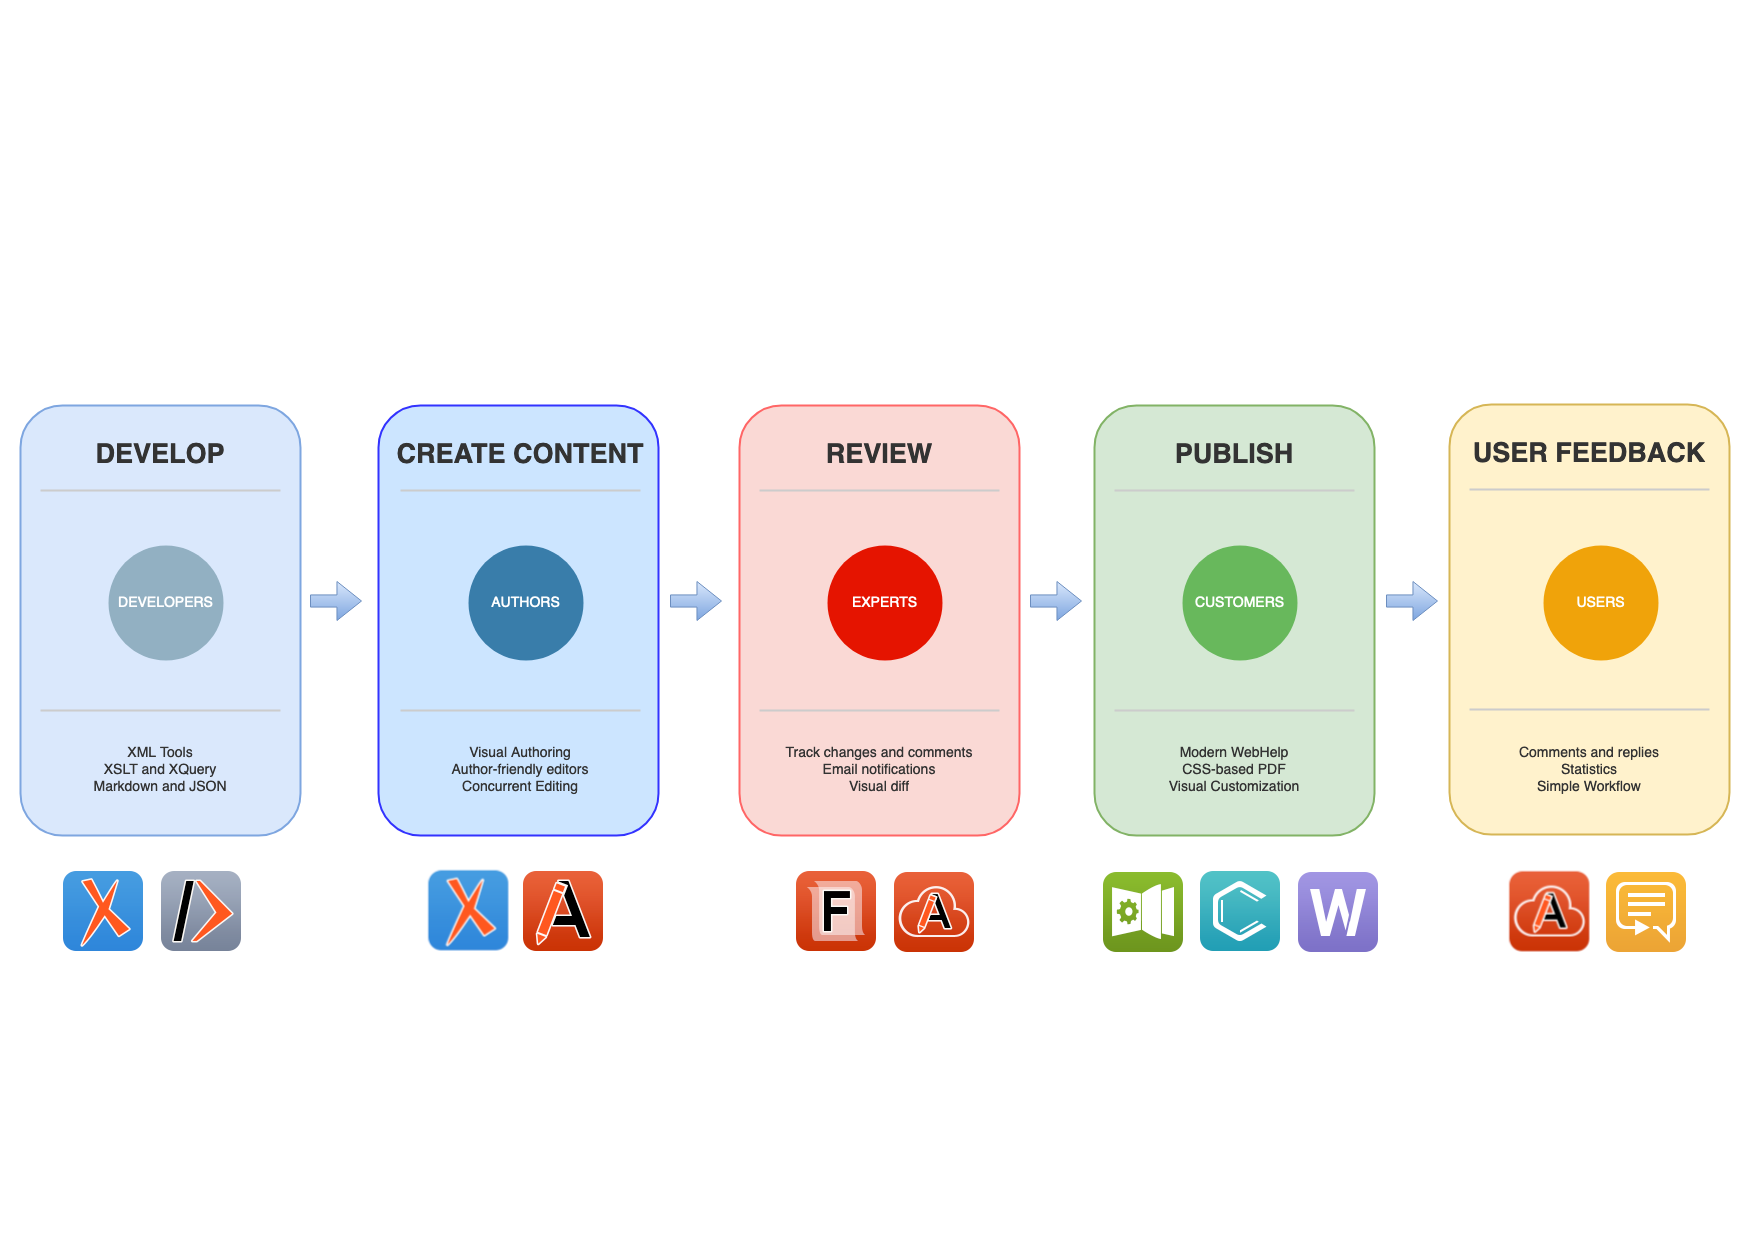 DEVELOP
DEVELOPERS
XML Tools
XSLT and XQuery
Markdown and JSON
CREATE CONTENT
AUTHORS
Visual Authoring
Author-friendly editors
Concurrent Editing
REVIEW
EXPERTS
Track changes and comments
Email notifications
Visual diff
PUBLISH
CUSTOMERS
Modern WebHelp
CSS-based PDF
Visual Customization
USER FEEDBACK
USERS
Comments and replies
Statistics
Simple Workflow
X
X
A
F
A
C
W
A